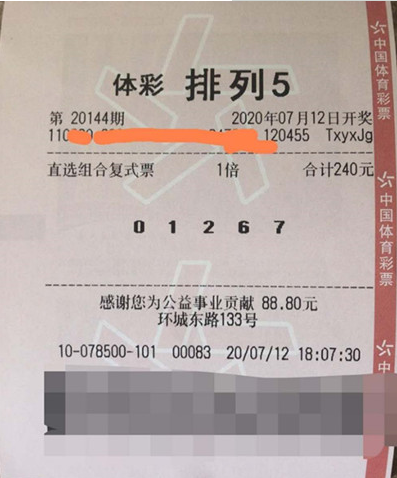 体彩 排列5
第 20144期 2020年07月12日开奖
120455 TxyxJg
直选组合复式票 1倍 合计240元
0 1 2 6 7
感谢您为公益事业贡献 88.80元
环城东路133号
10-078500-101 00083 20/07/12 18:07:30
中国体育彩票
中国体育彩票
中国体育